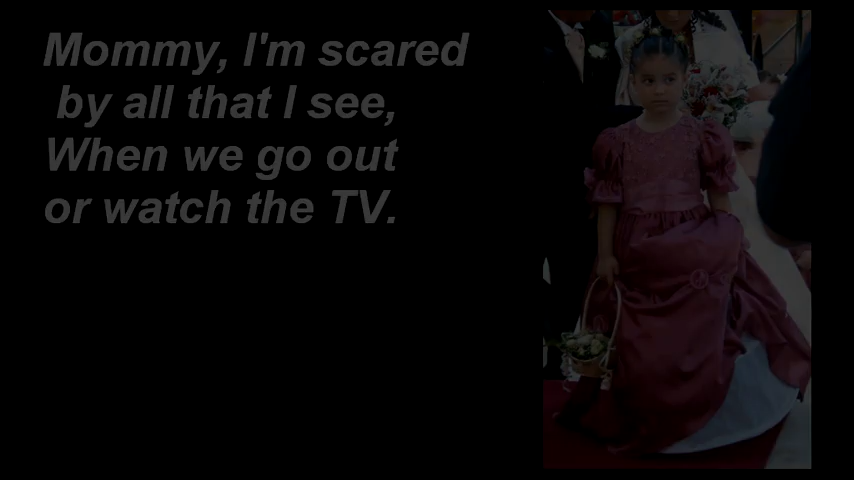 Mommy, I'm scared
by all that I see,
When we go out
or watch the TV.